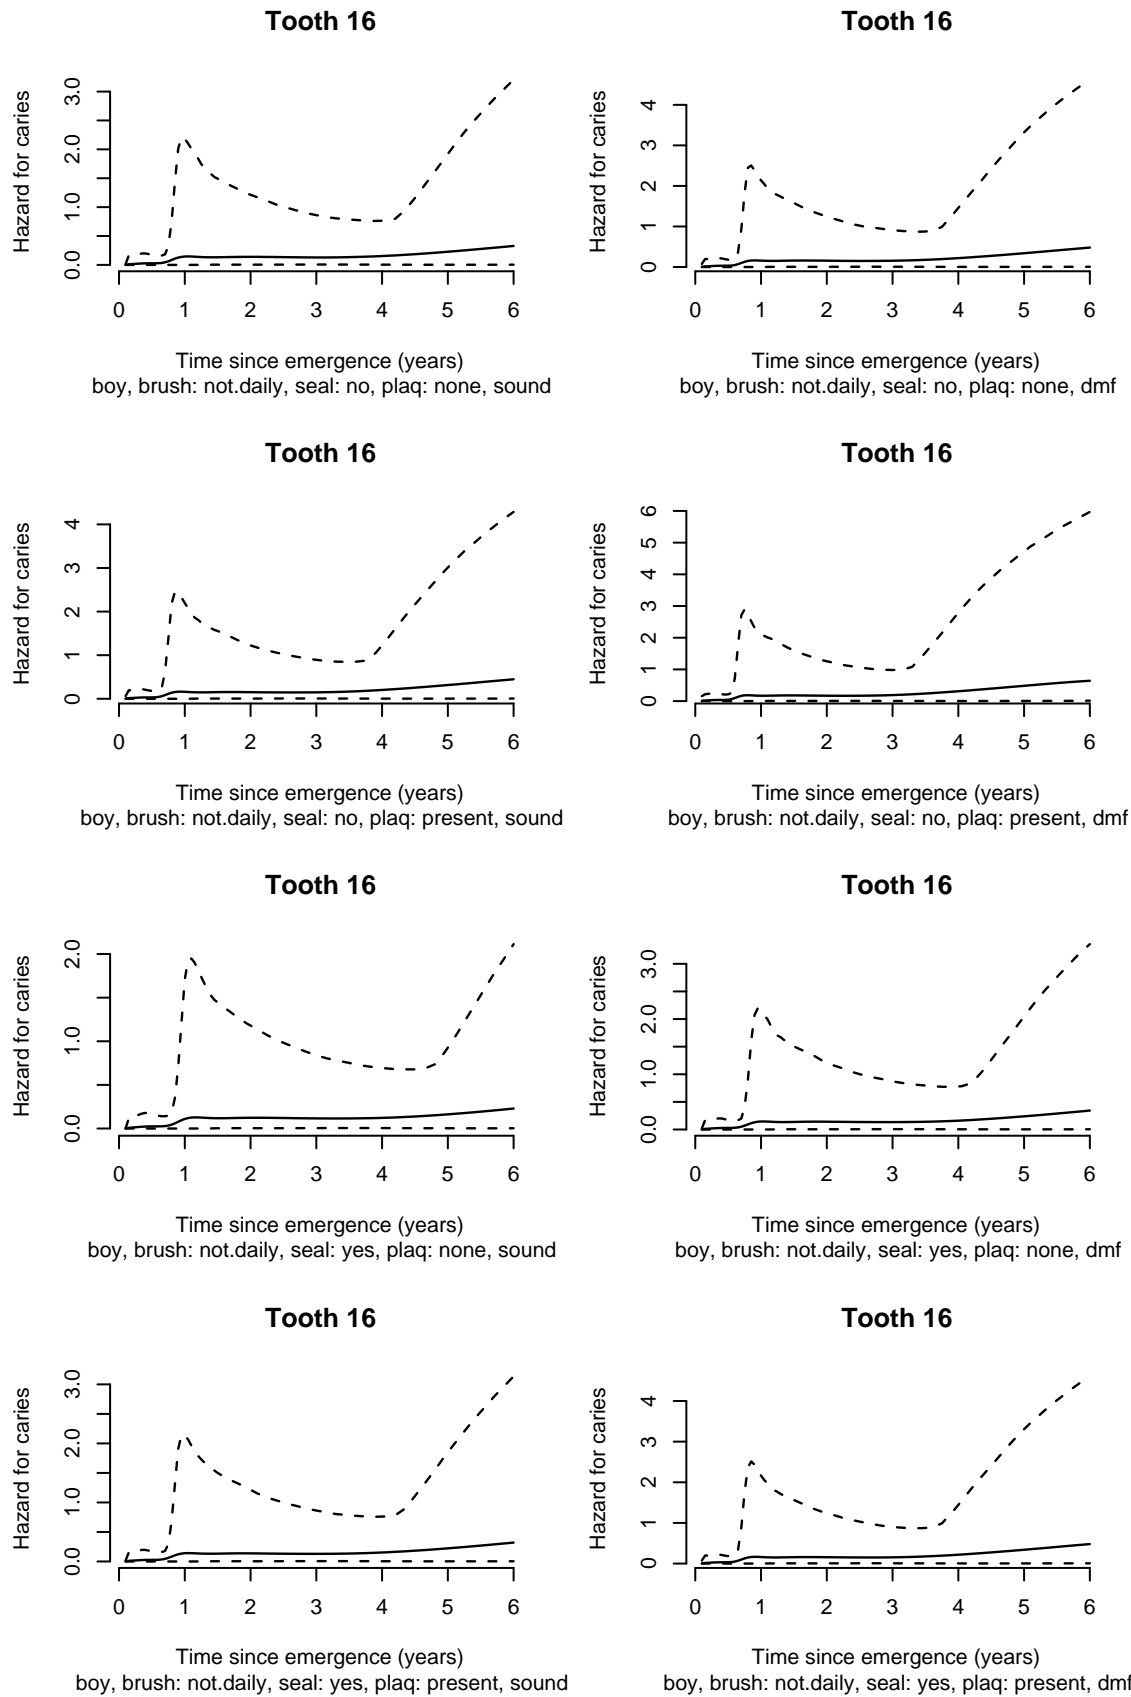 Tooth 16
Hazard for caries
0.0 1.0 2.0 3.0
0 1 2 3 4 5 6
Time since emergence (years)
boy, brush: not.daily, seal: no, plaq: none, sound
Tooth 16
Hazard for caries
0 1 2 3 4
0 1 2 3 4 5 6
Time since emergence (years)
boy, brush: not.daily, seal: no, plaq: none, dmf
Tooth 16
Hazard for caries
0 1 2 3 4
0 1 2 3 4 5 6
Time since emergence (years)
boy, brush: not.daily, seal: no, plaq: present, sound
Tooth 16
Hazard for caries
0 1 2 3 4 5 6
0 1 2 3 4 5 6
Time since emergence (years)
boy, brush: not.daily, seal: no, plaq: present, dmf
Tooth 16
Hazard for caries
0.0 1.0 2.0
0 1 2 3 4 5 6
Time since emergence (years)
boy, brush: not.daily, seal: yes, plaq: none, sound
Tooth 16
Hazard for caries
0.0 1.0 2.0 3.0
0 1 2 3 4 5 6
Time since emergence (years)
boy, brush: not.daily, seal: yes, plaq: none, dmf
Tooth 16
Hazard for caries
0.0 1.0 2.0 3.0
0 1 2 3 4 5 6
Time since emergence (years)
boy, brush: not.daily, seal: yes, plaq: present, sound
Tooth 16
Hazard for caries
0 1 2 3 4
0 1 2 3 4 5 6
Time since emergence (years)
boy, brush: not.daily, seal: yes, plaq: present, dmf